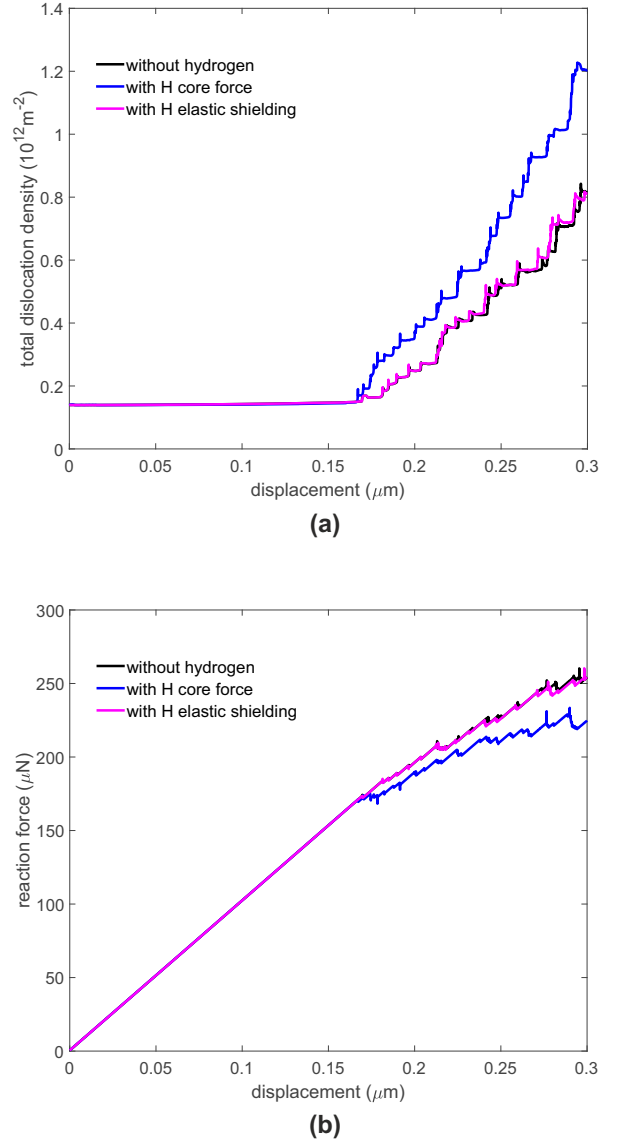 1.4
1.2
1
0.8
0.6
0.4
0.2
0
total dislocation density (10¹²m⁻²)
without hydrogen
with H core force
with H elastic shielding
0 0.05 0.1 0.15 0.2 0.25 0.3
displacement (μm)
(a)
300
250
200
150
100
50
0
reaction force (μN)
without hydrogen
with H core force
with H elastic shielding
0 0.05 0.1 0.15 0.2 0.25 0.3
displacement (μm)
(b)